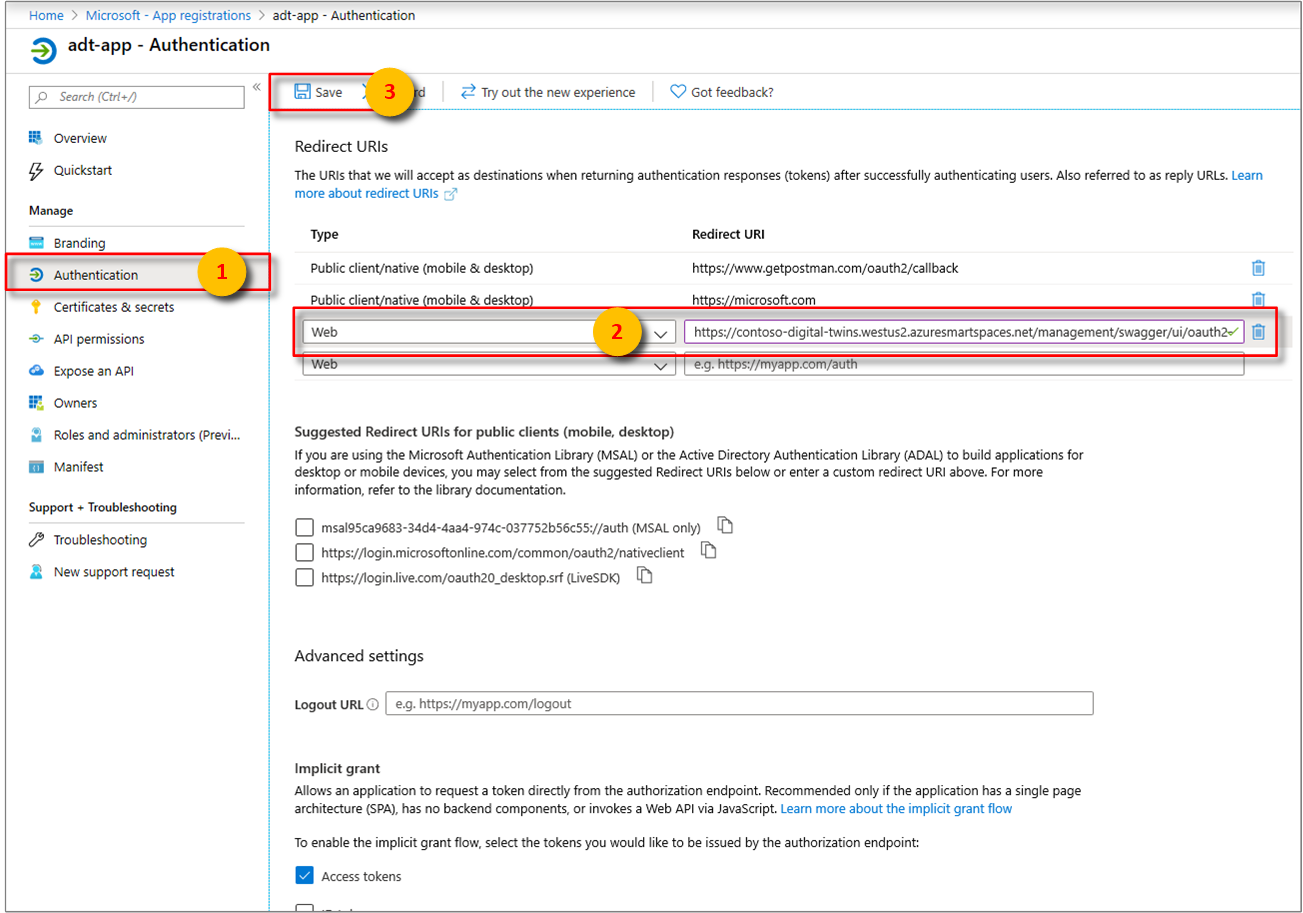 Home > Microsoft - App registrations > adt-app - Authentication
adt-app - Authentication
Search (Ctrl+/)
«
Overview
Quickstart
Manage
Branding
Authentication
1
Certificates & secrets
API permissions
Expose an API
Owners
Roles and administrators (Previ...
Manifest
Support + Troubleshooting
Troubleshooting
New support request
Save 3 rd Try out the new experience Got feedback?
Redirect URIs
The URIs that we will accept as destinations when returning authentication responses (tokens) after successfully authenticating users. Also referred to as reply URLs. Learn
more about redirect URIs
Type Redirect URI
Public client/native (mobile & desktop) https://www.getpostman.com/oauth2/callback
Public client/native (mobile & desktop) https://microsoft.com
Web 2 https://contoso-digital-twins.westus2.azuresmartspaces.net/management/swagger/ui/oauth2-
Web e.g. https://myapp.com/auth
Suggested Redirect URIs for public clients (mobile, desktop)
If you are using the Microsoft Authentication Library (MSAL) or the Active Directory Authentication Library (ADAL) to build applications for
desktop or mobile devices, you may select from the suggested Redirect URIs below or enter a custom redirect URI above. For more
information, refer to the library documentation.
msal95ca9683-34d4-4aa4-974c-037752b56c55://auth (MSAL only)
https://login.microsoftonline.com/common/oauth2/nativeclient
https://login.live.com/oauth20_desktop.srf (LiveSDK)
Advanced settings
Logout URL e.g. https://myapp.com/logout
Implicit grant
Allows an application to request a token directly from the authorization endpoint. Recommended only if the application has a single page
architecture (SPA), has no backend components, or invokes a Web API via JavaScript. Learn more about the implicit grant flow
To enable the implicit grant flow, select the tokens you would like to be issued by the authorization endpoint:
Access tokens